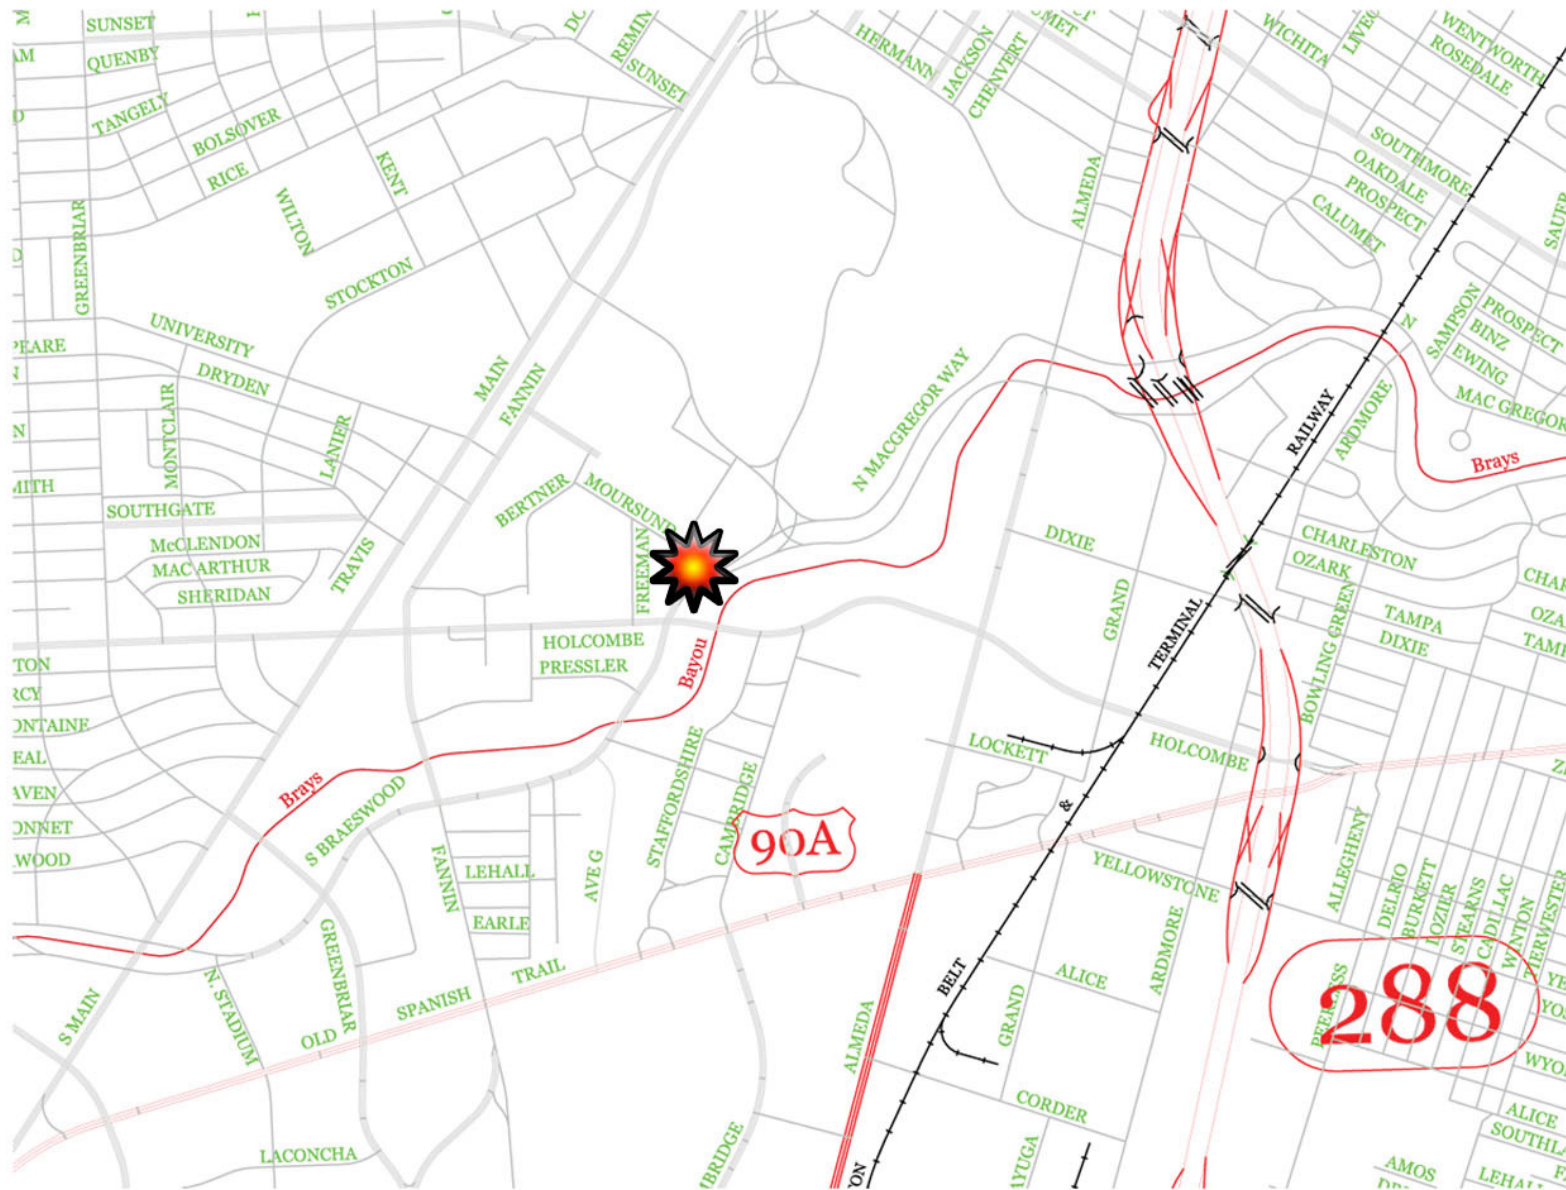 SUNSET
QUENBY
TANGELY
BOLSOVER
RICE
KENT
WILTON
STOCKTON
GREENBRIAR
SUNSET
HERMANN
JACKSON
CHENVERT
WICHITA
WENTWORTH
ROSEDALE
SOUTHMORE
OAKDALE
PROSPECT
CALUMET
ALMEDA
UNIVERSITY
DRYDEN
MAIN
FANNIN
MONTCLAIR
LANIER
SOUTHGATE
McCLENDON
MAC ARTHUR
SHERIDAN
TRAVIS
BERTNER
MOURSUND
FREEMAN
N MACGREGOR WAY
N
SAMPSON
PROSPECT
BINZ
EWING
MAC GREGOR
RAILWAY
ARDMORE
Brays
DIXIE
GRAND
CHARLESTON
OZARK
TAMPA
DIXIE
BOWLING GREEN
TERMINAL
HOLCOMBE
PRESSLER
Bayou
LOCKETT
HOLCOMBE
&
Brays
S BRAESWOOD
STAFFORDSHIRE
CAMBRIDGE
90A
FANNIN
LEHALL
EARLE
AVE G
YELLOWSTONE
ALLEGHENY
DELRIO
BURKETT
LOZIER
STEARNS
CADILLAC
WINTON
ARDMORE
BELT
ALICE
GRAND
288
PEERLESS
GREENBRIAR
N. STADIUM
S MAIN
OLD
SPANISH
TRAIL
ALMEDA
CORDER
LACONCHA
ALICE
AMOS